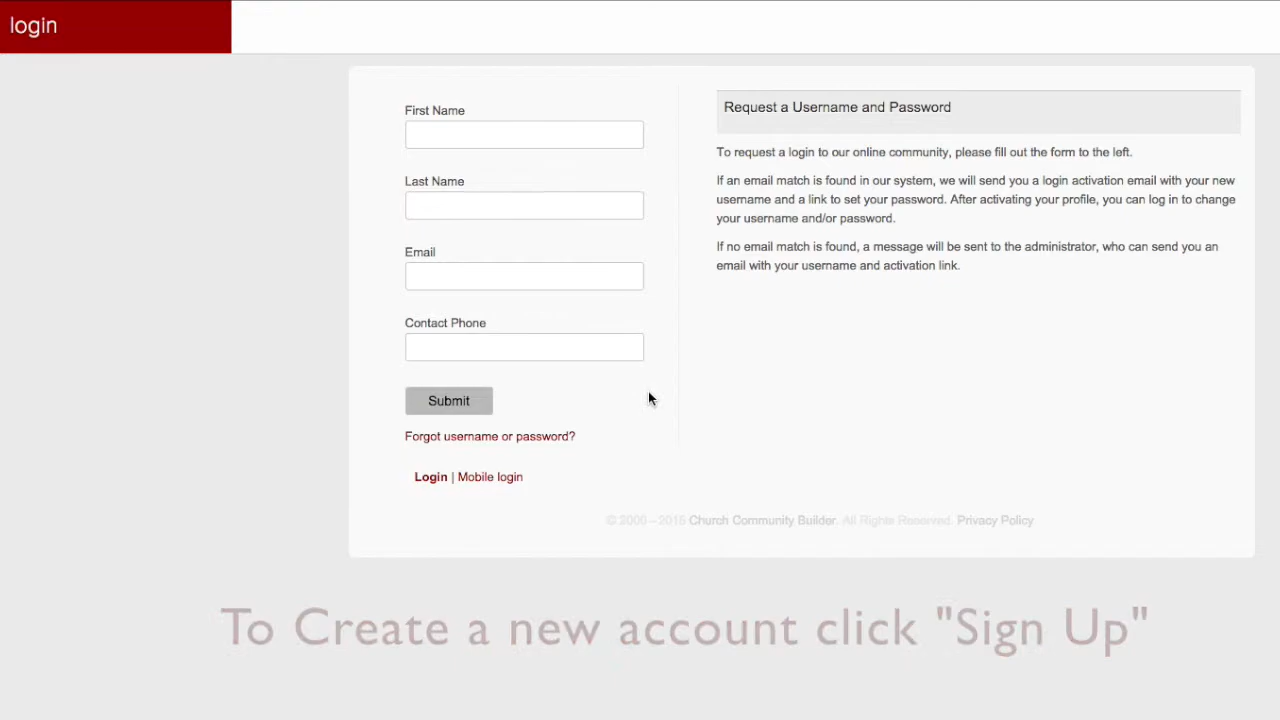 login
First Name
Last Name
Email
Contact Phone
Submit
Forgot username or password?
Login | Mobile login
Request a Username and Password
To request a login to our online community, please fill out the form to the left.
If an email match is found in our system, we will send you a login activation email with your new
username and a link to set your password. After activating your profile, you can log in to change
your username and/or password.
If no email match is found, a message will be sent to the administrator, who can send you an
email with your username and activation link.
© 2000–2015 Church Community Builder. All Rights Reserved. Privacy Policy
To Create a new account click "Sign Up"